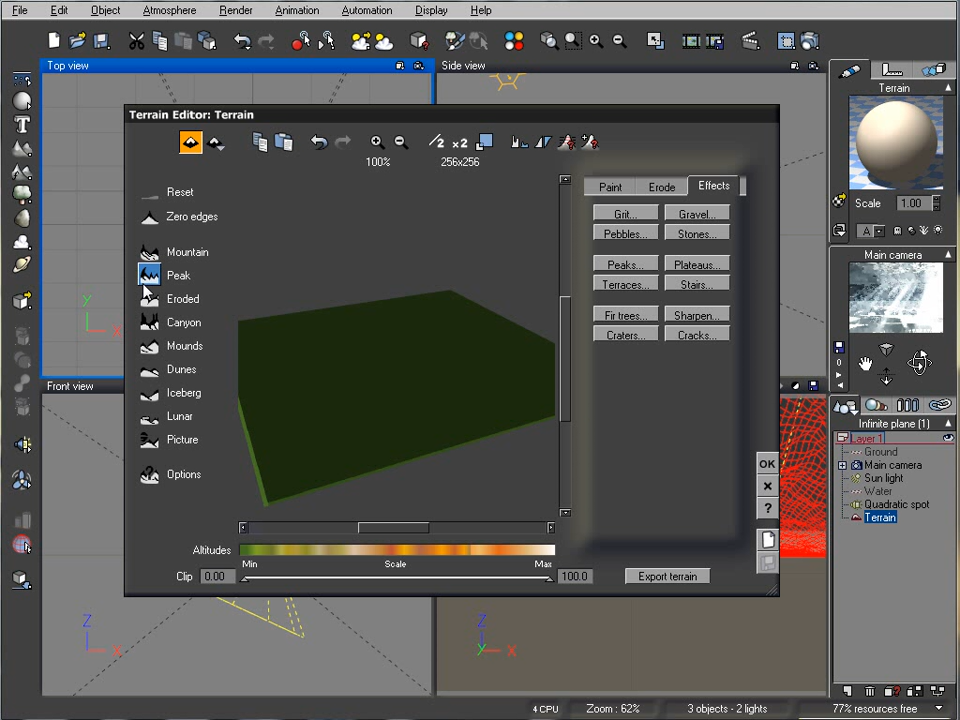 File Edit Object Atmosphere Render Animation Automation Display Help
Top view
Side view
Terrain Editor: Terrain
100%
256x256
Reset
Zero edges
Mountain
Peak
Eroded
Canyon
Mounds
Dunes
Iceberg
Lunar
Picture
Options
Paint Erode Effects
Grit... Gravel...
Pebbles... Stones...
Peaks... Plateaus...
Terraces... Stairs...
Fir trees... Sharpen...
Craters... Cracks...
OK
Altitudes
Min Scale Max
Clip 0.00 100.0 Export terrain
Terrain
Scale 1.00
Main camera
0
Infinite plane (1)
Layer 1
Ground
Main camera
Sun light
Water
Quadratic spot
Terrain
Y
X
Front view
Z
X
Z
Y X
4 CPU Zoom : 62% 3 objects - 2 lights 77% resources free